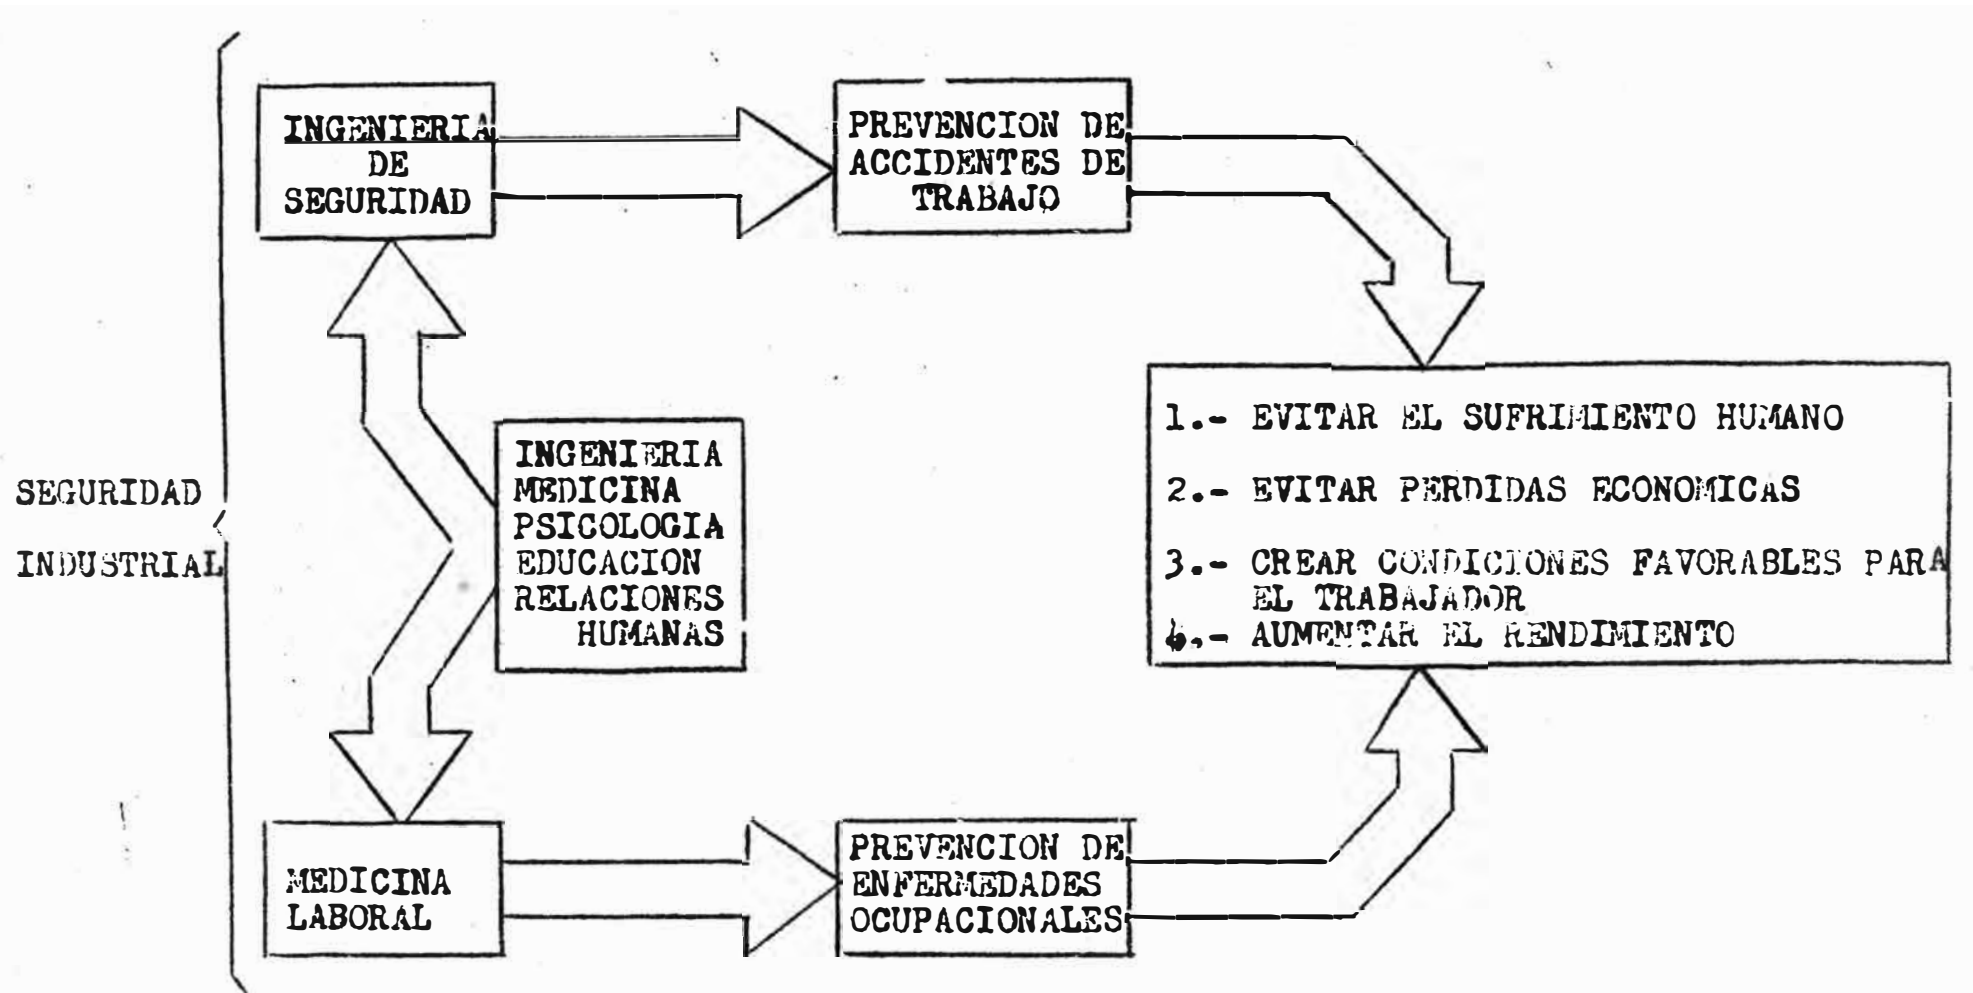 SEGURIDAD
INDUSTRIAL
INGENIERIA
DE
SEGURIDAD
PREVENCION DE
ACCIDENTES DE
TRABAJO
INGENIERIA
MEDICINA
PSICOLOGIA
EDUCACION
RELACIONES
HUMANAS
1.- EVITAR EL SUFRIMIENTO HUMANO
2.- EVITAR PERDIDAS ECONOMICAS
3.- CREAR CONDICIONES FAVORABLES PARA
EL TRABAJADOR
4.- AUMENTAR EL RENDIMIENTO
MEDICINA
LABORAL
PREVENCION DE
ENFERMEDADES
OCUPACIONALES